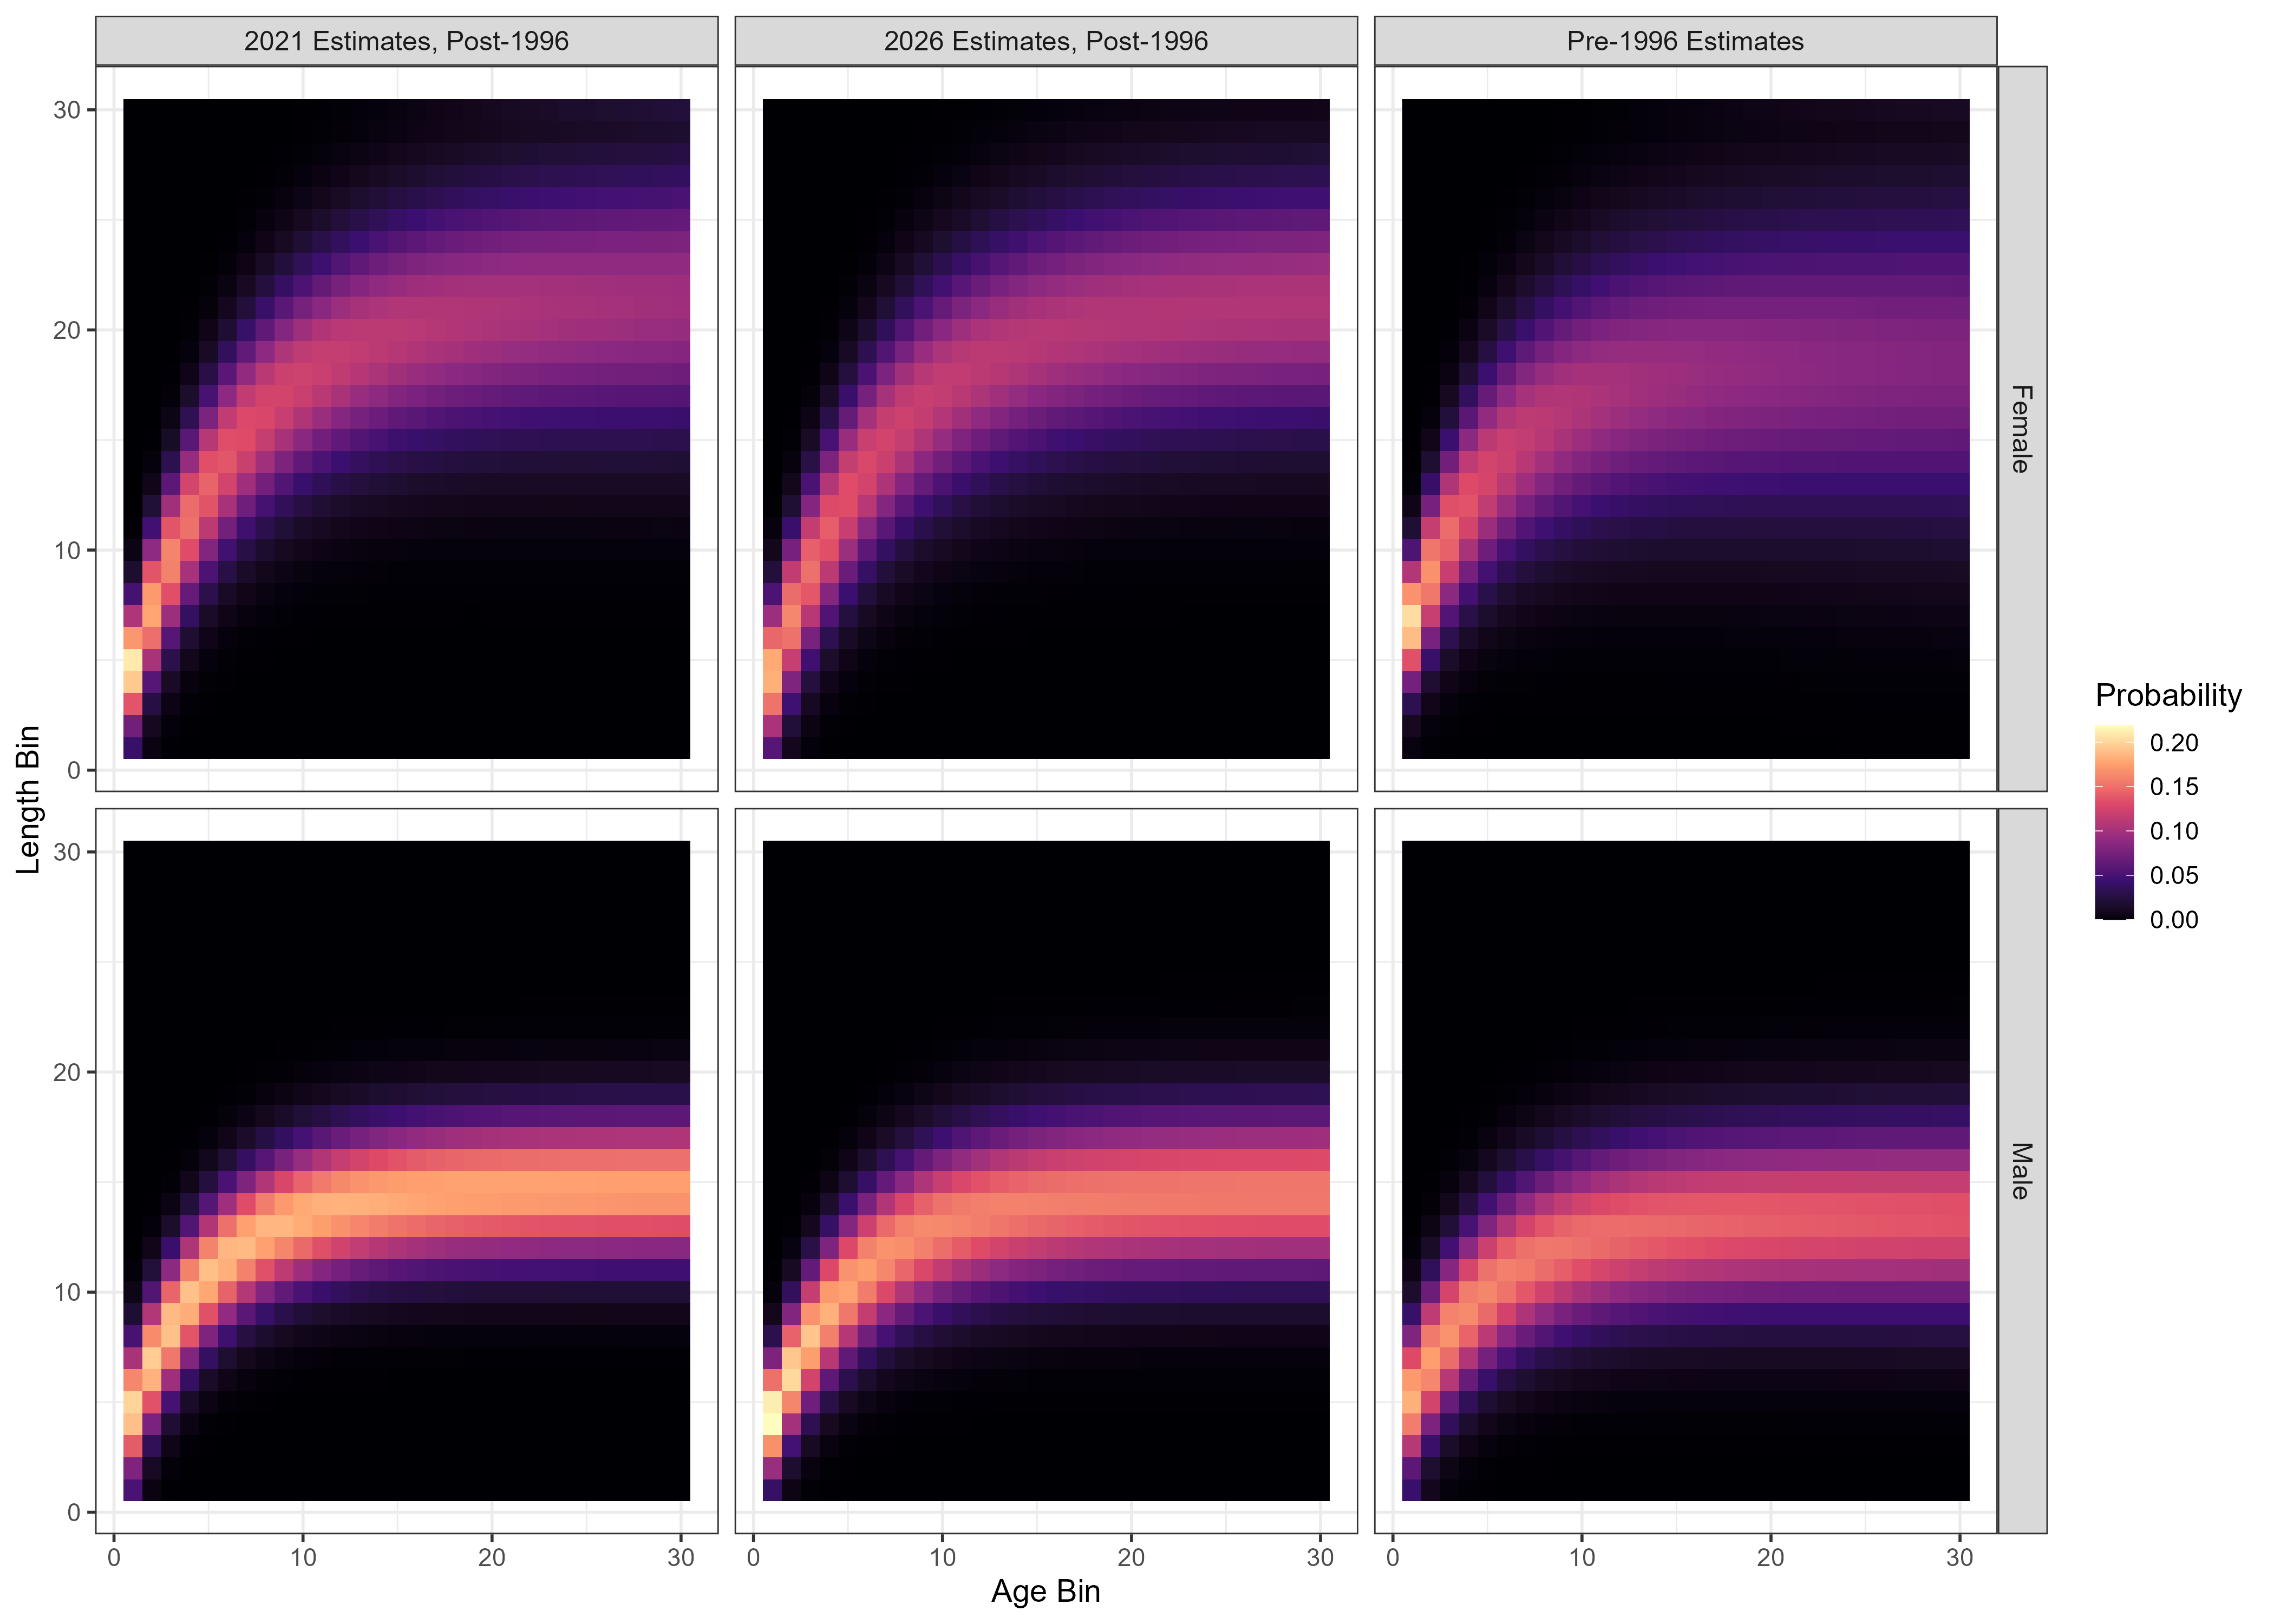 2021 Estimates, Post-1996
2026 Estimates, Post-1996
Pre-1996 Estimates
30
20
10
0
Female
Length Bin
30
20
10
0
Male
0 10 20 30
0 10 20 30
0 10 20 30
Age Bin
Probability
0.20
0.15
0.10
0.05
0.00